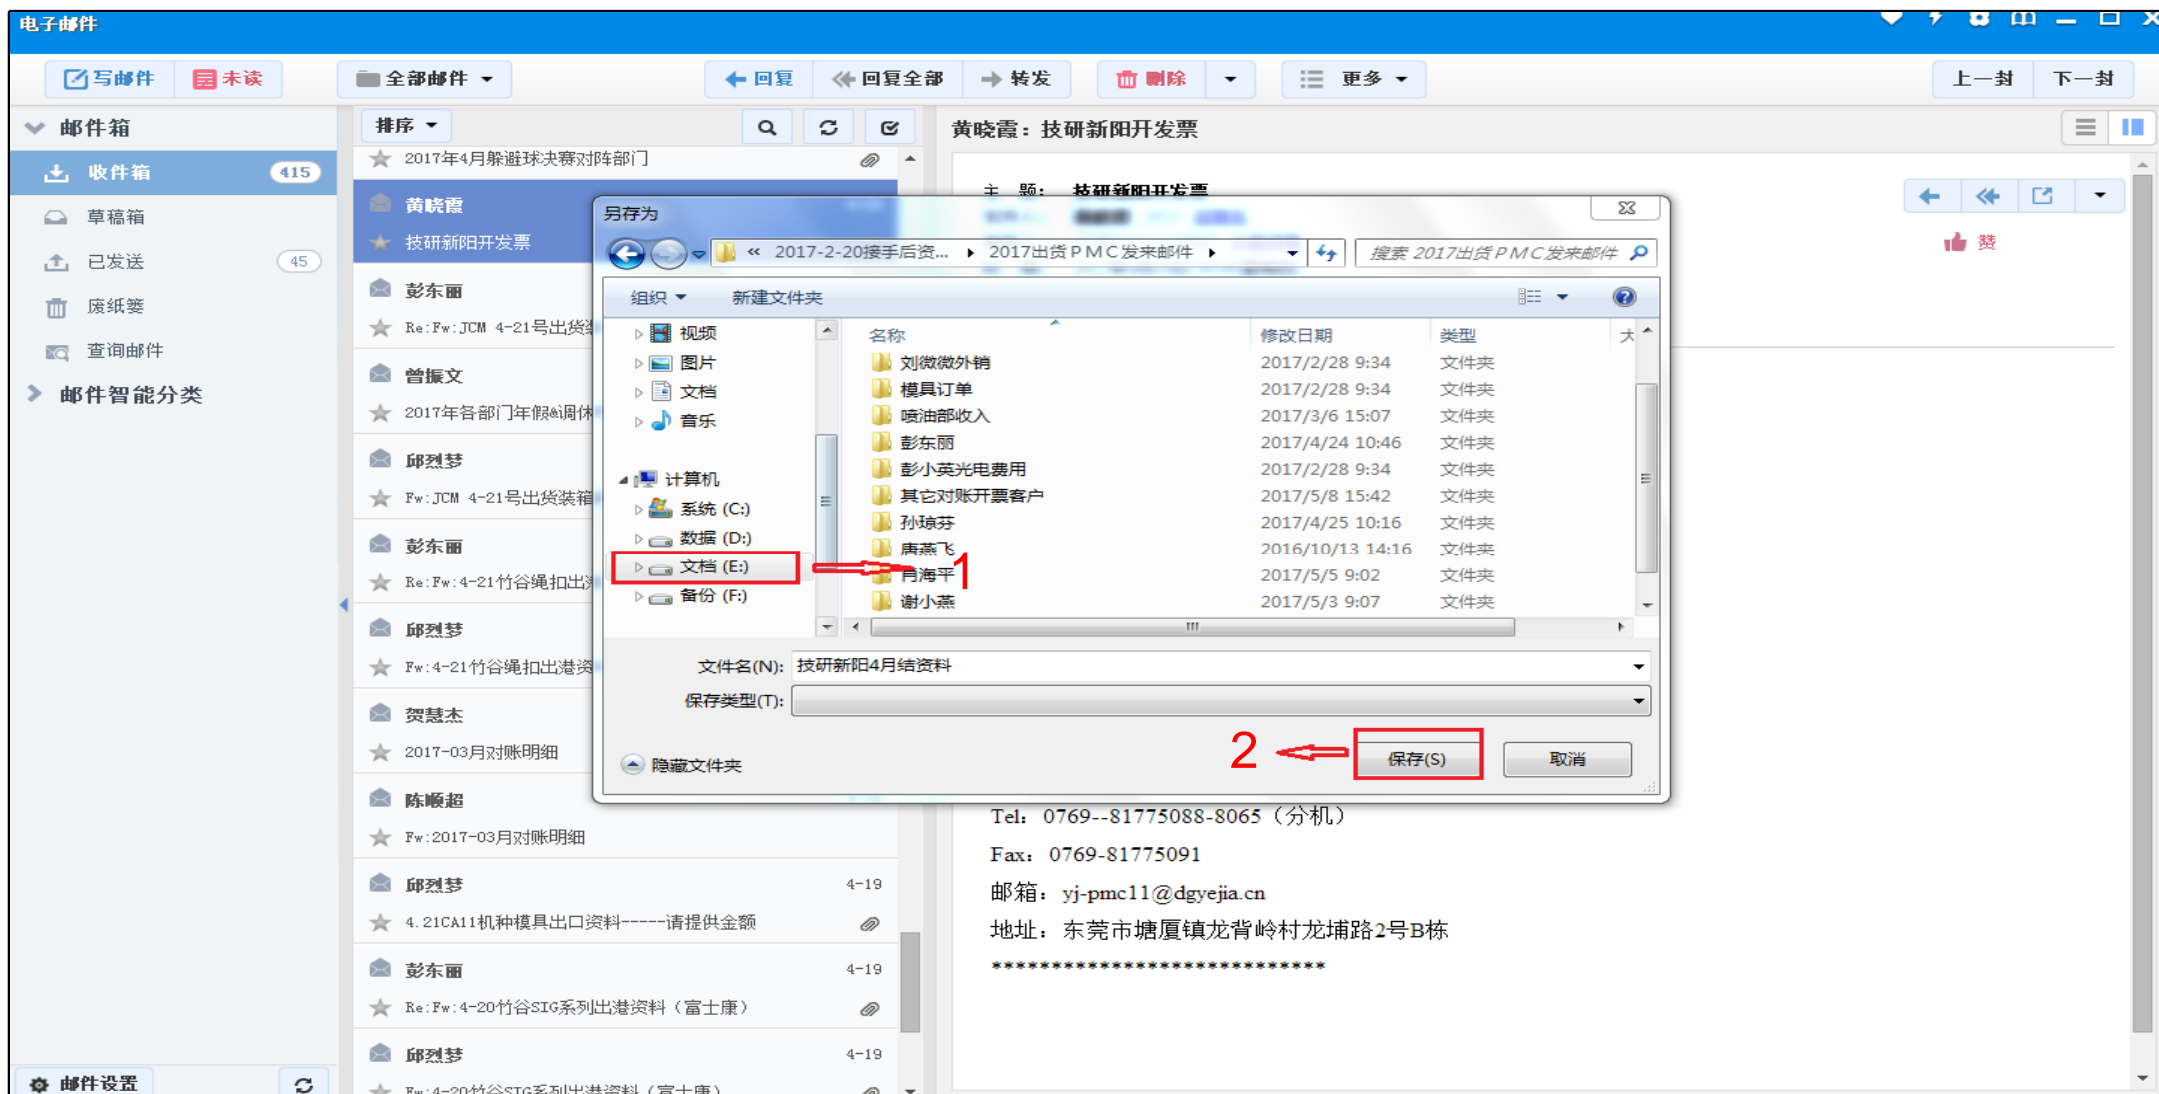 电子邮件
写邮件 未读 全部邮件 回复 回复全部 转发 删除 更多 上一封 下一封
邮件箱
收件箱 415
草稿箱
已发送 45
废纸篓
查询邮件
邮件智能分类
邮件设置
排序
2017年4月躲避球决赛对阵部门
黄晓霞
技研新阳开发票
彭东丽
Re:Fw:JCM 4-21号出货装
曾振文
2017年各部门年假&调休
邱烈梦
Fw:JCM 4-21号出货装箱
彭东丽
Re:Fw:4-21竹谷绳扣出港
邱烈梦
Fw:4-21竹谷绳扣出港资
贺慧杰
2017-03月对账明细
陈顺超
Fw:2017-03月对账明细
邱烈梦 4-19
4.21CA11机种模具出口资料-----请提供金额
彭东丽 4-19
Re:Fw:4-20竹谷SIG系列出港资料（富士康）
邱烈梦 4-19
Fw:4-20竹谷SIG系列出港资料（富士康）
黄晓霞：技研新阳开发票
主 题： 技研新阳开发票
赞
另存为
« 2017-2-20接手后资... 2017出货PMC发来邮件
搜索 2017出货PMC发来邮件
组织 新建文件夹
视频
图片
文档
音乐
计算机
系统 (C:)
数据 (D:)
文档 (E:)
备份 (F:)
名称 修改日期 类型 大
刘微微外销 2017/2/28 9:34 文件夹
模具订单 2017/2/28 9:34 文件夹
喷油部收入 2017/3/6 15:07 文件夹
彭东丽 2017/4/24 10:46 文件夹
彭小英光电费用 2017/2/28 9:34 文件夹
其它对账开票客户 2017/5/8 15:42 文件夹
孙琼芬 2017/4/25 10:16 文件夹
唐燕飞 2016/10/13 14:16 文件夹
肖海平 2017/5/5 9:02 文件夹
谢小燕 2017/5/3 9:07 文件夹
1
文件名(N): 技研新阳4月结资料
保存类型(T):
隐藏文件夹
2
保存(S) 取消
Tel：0769--81775088-8065（分机）
Fax：0769-81775091
邮箱：yj-pmc11@dgyejia.cn
地址：东莞市塘厦镇龙背岭村龙埔路2号B栋
****************************